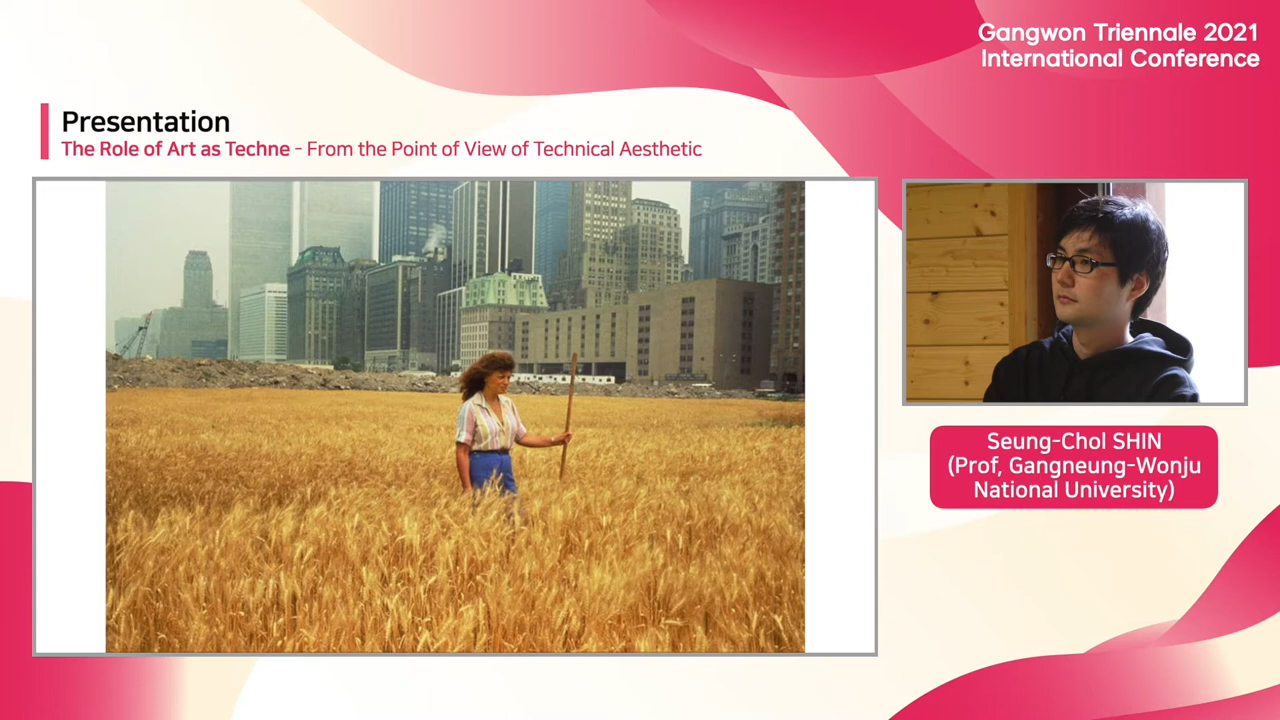 Gangwon Triennale 2021
International Conference
Presentation
The Role of Art as Techne - From the Point of View of Technical Aesthetic
Seung-Chol SHIN
(Prof, Gangneung-Wonju
National University)